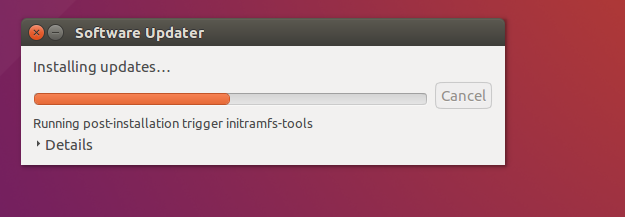 Software Updater
Installing updates…
Cancel
Running post-installation trigger initramfs-tools
Details